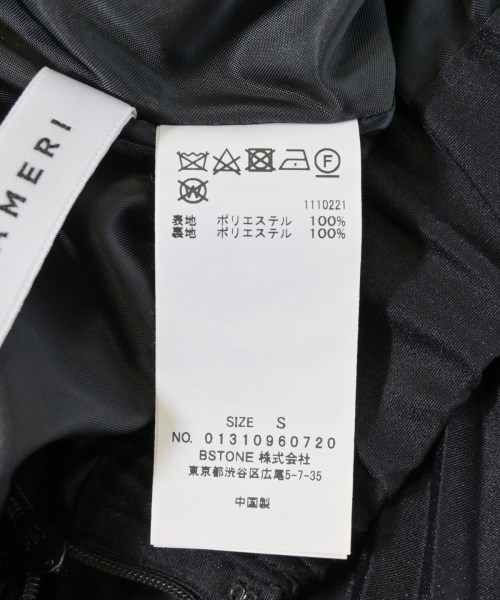 AMERI
1110221
表地 ポリエステル 100%
裏地 ポリエステル 100%
SIZE S
NO. 01310960720
BSTONE 株式会社
東京都渋谷区広尾5-7-35
中国製